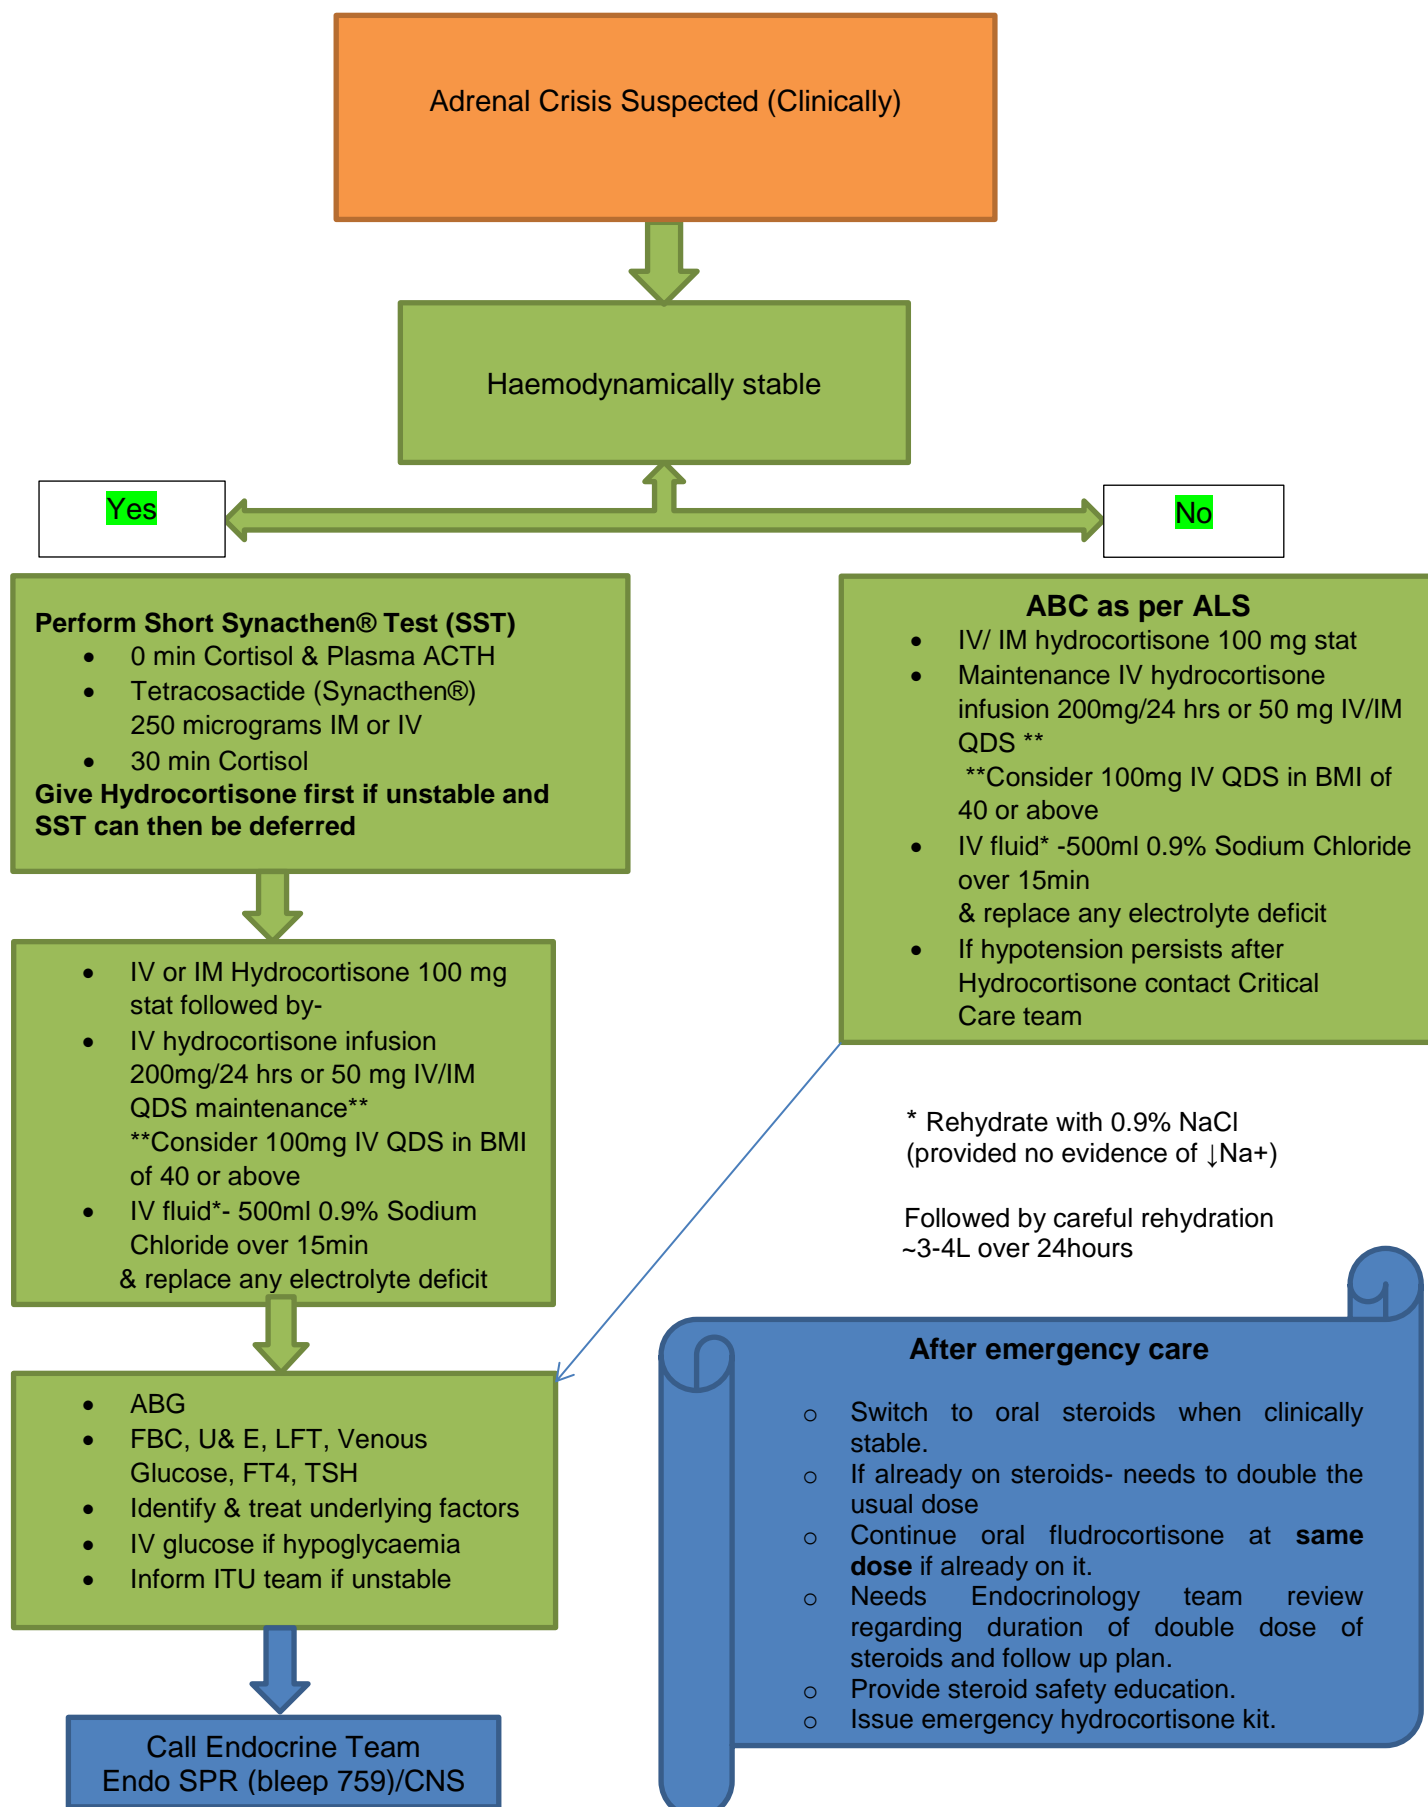 Adrenal Crisis Suspected (Clinically)
Haemodynamically stable
Yes
No
Perform Short Synacthen® Test (SST)
• 0 min Cortisol & Plasma ACTH
• Tetracosactide (Synacthen®)
250 micrograms IM or IV
• 30 min Cortisol
Give Hydrocortisone first if unstable and
SST can then be deferred
ABC as per ALS
• IV/ IM hydrocortisone 100 mg stat
• Maintenance IV hydrocortisone
infusion 200mg/24 hrs or 50 mg IV/IM
QDS **
**Consider 100mg IV QDS in BMI of
40 or above
• IV fluid* -500ml 0.9% Sodium Chloride
over 15min
& replace any electrolyte deficit
• If hypotension persists after
Hydrocortisone contact Critical
Care team
• IV or IM Hydrocortisone 100 mg
stat followed by-
• IV hydrocortisone infusion
200mg/24 hrs or 50 mg IV/IM
QDS maintenance**
**Consider 100mg IV QDS in BMI
of 40 or above
• IV fluid*- 500ml 0.9% Sodium
Chloride over 15min
& replace any electrolyte deficit
* Rehydrate with 0.9% NaCl
(provided no evidence of ↓Na+)
Followed by careful rehydration
~3-4L over 24hours
• ABG
• FBC, U& E, LFT, Venous
Glucose, FT4, TSH
• Identify & treat underlying factors
• IV glucose if hypoglycaemia
• Inform ITU team if unstable
Call Endocrine Team
Endo SPR (bleep 759)/CNS
After emergency care
o Switch to oral steroids when clinically
stable.
o If already on steroids- needs to double the
usual dose
o Continue oral fludrocortisone at same
dose if already on it.
o Needs Endocrinology team review
regarding duration of double dose of
steroids and follow up plan.
o Provide steroid safety education.
o Issue emergency hydrocortisone kit.